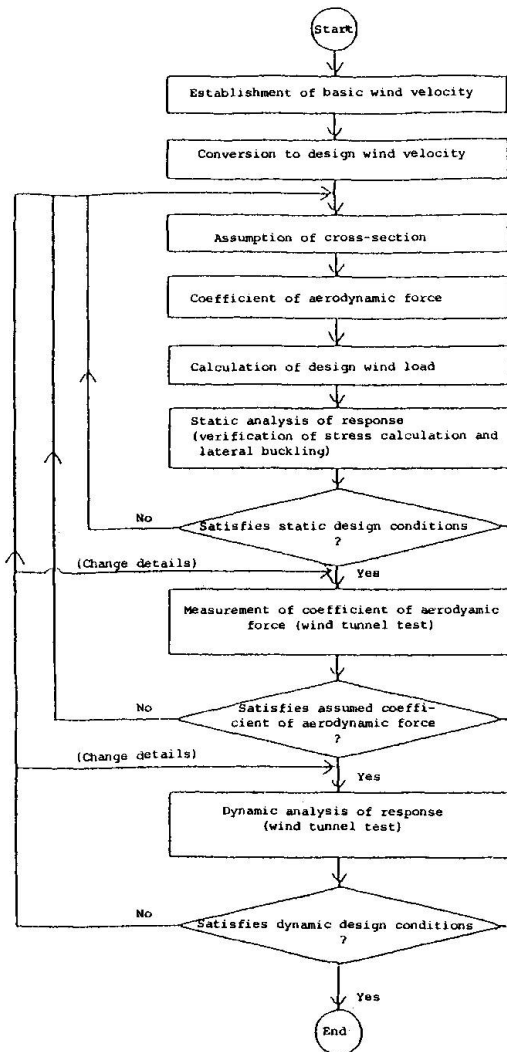 Start
Establishment of basic wind velocity
Conversion to design wind velocity
Assumption of cross-section
Coefficient of aerodynamic force
Calculation of design wind load
Static analysis of response
(verification of stress calculation and
lateral buckling)
No
Satisfies static design conditions
?
(Change details)
Yes
Measurement of coefficient of aerodyamic
force (wind tunnel test)
No
Satisfies assumed coeffi-
cient of aerodynamic force
?
(Change details)
Yes
Dynamic analysis of response
(wind tunnel test)
No
Satisfies dynamic design conditions
?
Yes
End